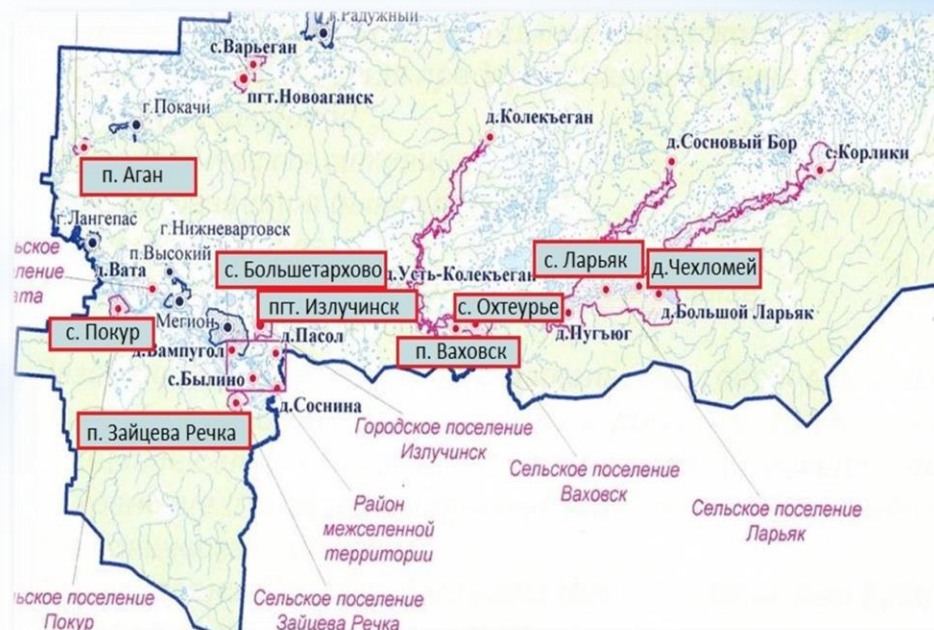 г.Радужный
с.Варьеган
пгт.Новоаганск
г.Покачи
д.Колекъеган
д.Сосновый Бор
с.Корлики
п. Аган
г.Лангепас
г.Нижневартовск
п.Высокий
с. Большетархово
д.Усть-Колекъеган
с. Ларьяк
д.Чехломей
д.Вата
пгт. Излучинск
с. Охтеурье
д.Большой Ларьяк
с. Покур
Мегион
д.Пасол
д.Нугъюг
д.Вампугол
п. Ваховск
с.Былино
д.Соснина
п. Зайцева Речка
Городское поселение
Излучинск
Сельское поселение
Ваховск
Сельское поселение
Ларьяк
Район
межселенной
территории
ьское поселение
Покур
Сельское поселение
Зайцева Речка